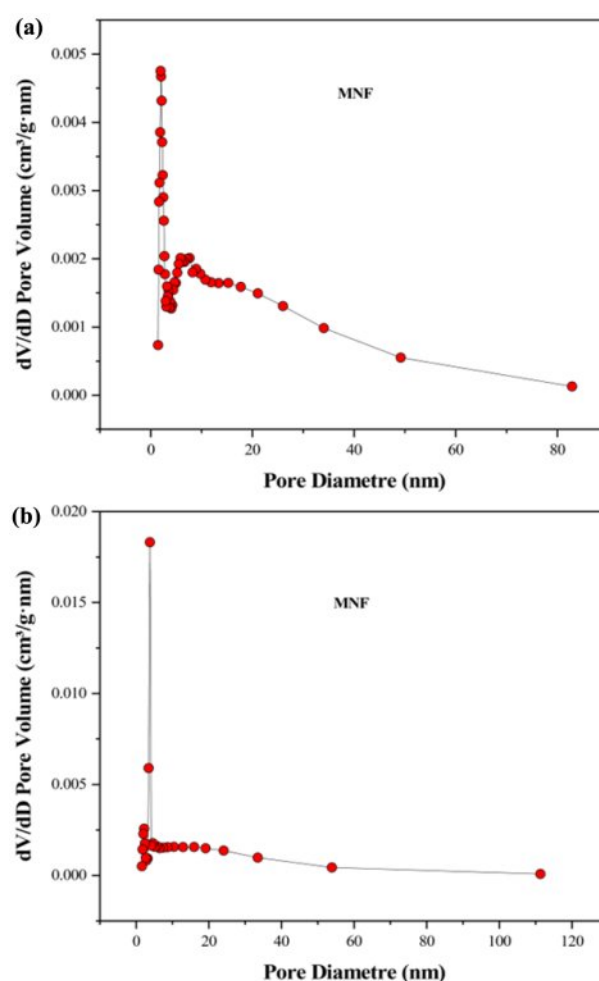 (a)
0.005
0.004
0.003
0.002
0.001
0.000
dV/dD Pore Volume (cm³/g·nm)
MNF
0 20 40 60 80
Pore Diametre (nm)
(b)
0.020
0.015
0.010
0.005
0.000
dV/dD Pore Volume (cm³/g·nm)
MNF
0 20 40 60 80 100 120
Pore Diametre (nm)